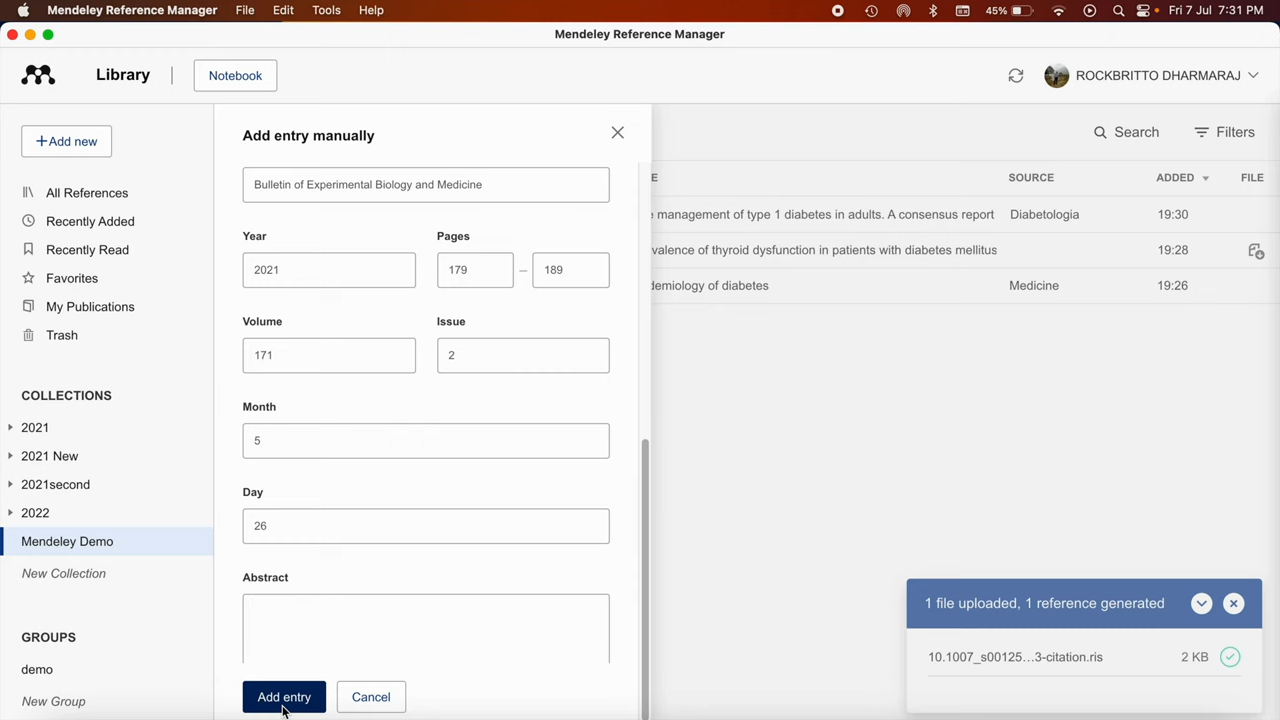 Mendeley Reference Manager File Edit Tools Help 45% Fri 7 Jul 7:31 PM
Mendeley Reference Manager
Library Notebook ROCKBRITTO DHARMARAJ
+Add new
All References
Recently Added
Recently Read
Favorites
My Publications
Trash
COLLECTIONS
2021
2021 New
2021second
2022
Mendeley Demo
New Collection
GROUPS
demo
New Group
Add entry manually
Bulletin of Experimental Biology and Medicine
Year Pages
2021 179 – 189
Volume Issue
171 2
Month
5
Day
26
Abstract
Add entry Cancel
Search Filters
E SOURCE ADDED FILE
e management of type 1 diabetes in adults. A consensus report Diabetologia 19:30
valence of thyroid dysfunction in patients with diabetes mellitus 19:28
demiology of diabetes Medicine 19:26
1 file uploaded, 1 reference generated
10.1007_s00125...3-citation.ris 2 KB